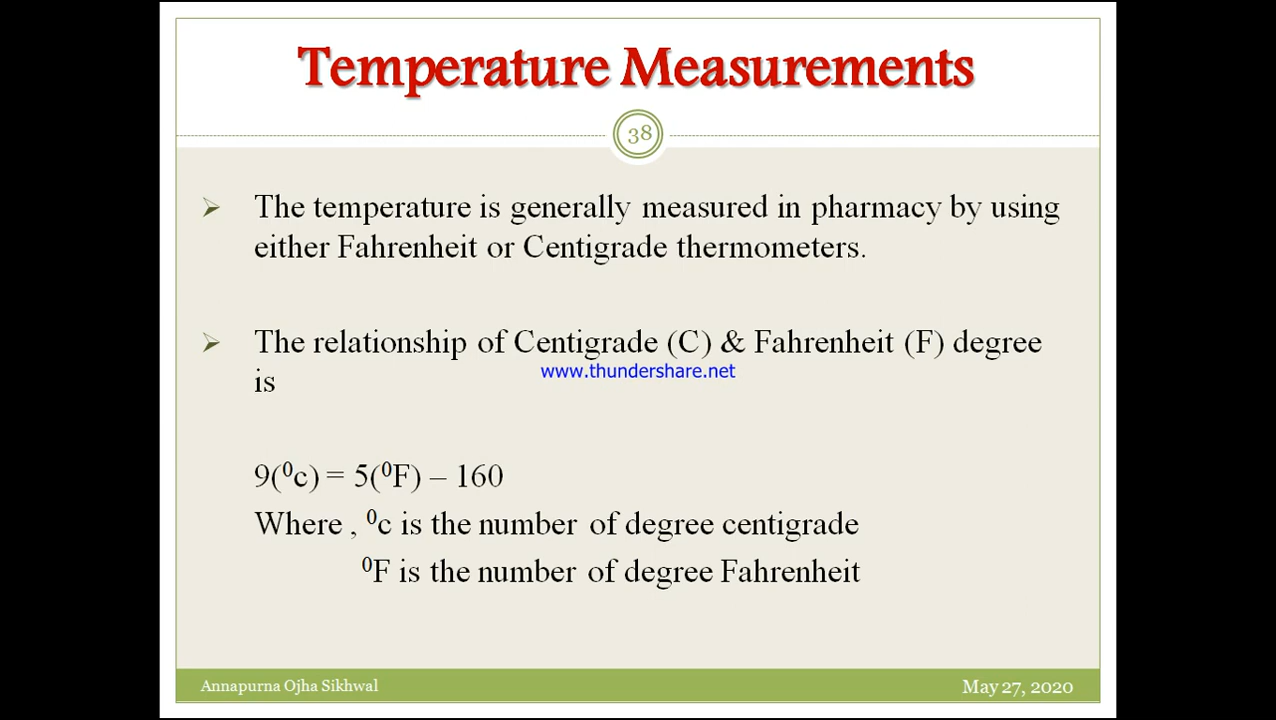 Temperature Measurements
38
➢ The temperature is generally measured in pharmacy by using
either Fahrenheit or Centigrade thermometers.
➢ The relationship of Centigrade (C) & Fahrenheit (F) degree
www.thundershare.net
is
9(⁰c) = 5(⁰F) – 160
Where , ⁰c is the number of degree centigrade
⁰F is the number of degree Fahrenheit
Annapurna Ojha Sikhwal
May 27, 2020